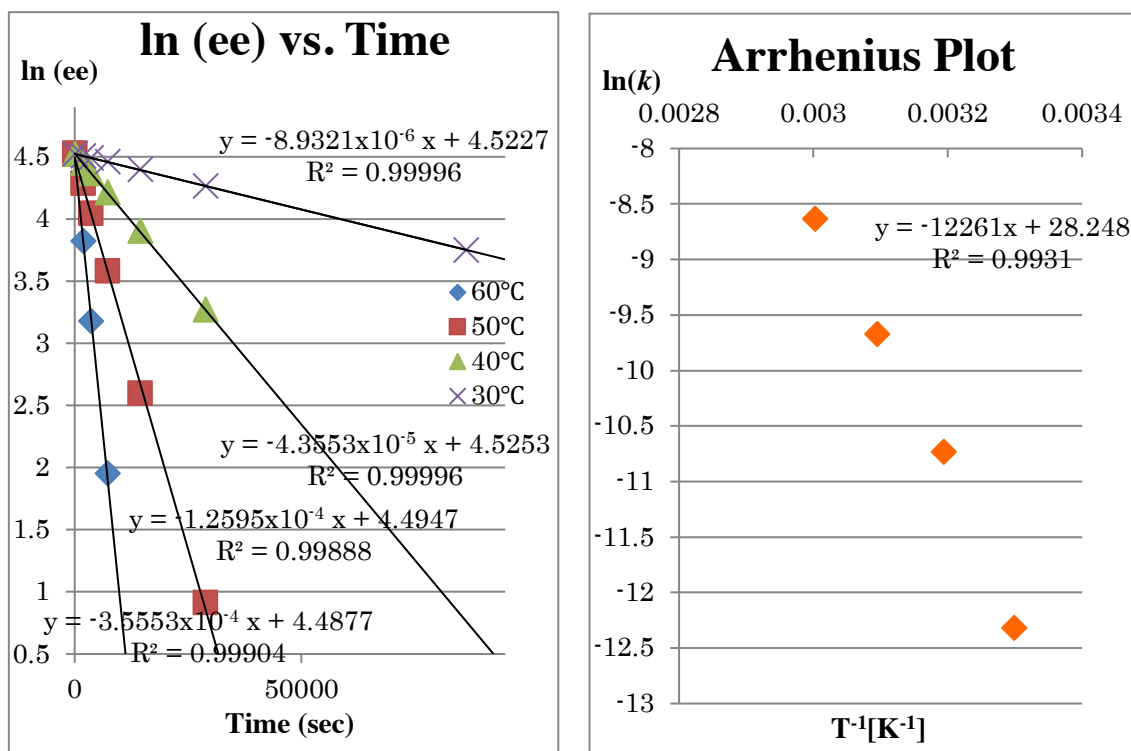 ln (ee) vs. Time
ln (ee)
4.5
4
3.5
3
2.5
2
1.5
1
0.5
y = -8.9321x10⁻⁶ x + 4.5227
R² = 0.99996
60°C
50°C
40°C
30°C
y = -4.3553x10⁻⁵ x + 4.5253
R² = 0.99996
y = -1.2595x10⁻⁴ x + 4.4947
R² = 0.99888
y = -3.5553x10⁻⁴ x + 4.4877
R² = 0.99904
0 50000
Time (sec)
Arrhenius Plot
ln(k)
0.0028 0.003 0.0032 0.0034
-8
-8.5
-9
-9.5
-10
-10.5
-11
-11.5
-12
-12.5
-13
y = -12261x + 28.248
R² = 0.9931
T⁻¹[K⁻¹]